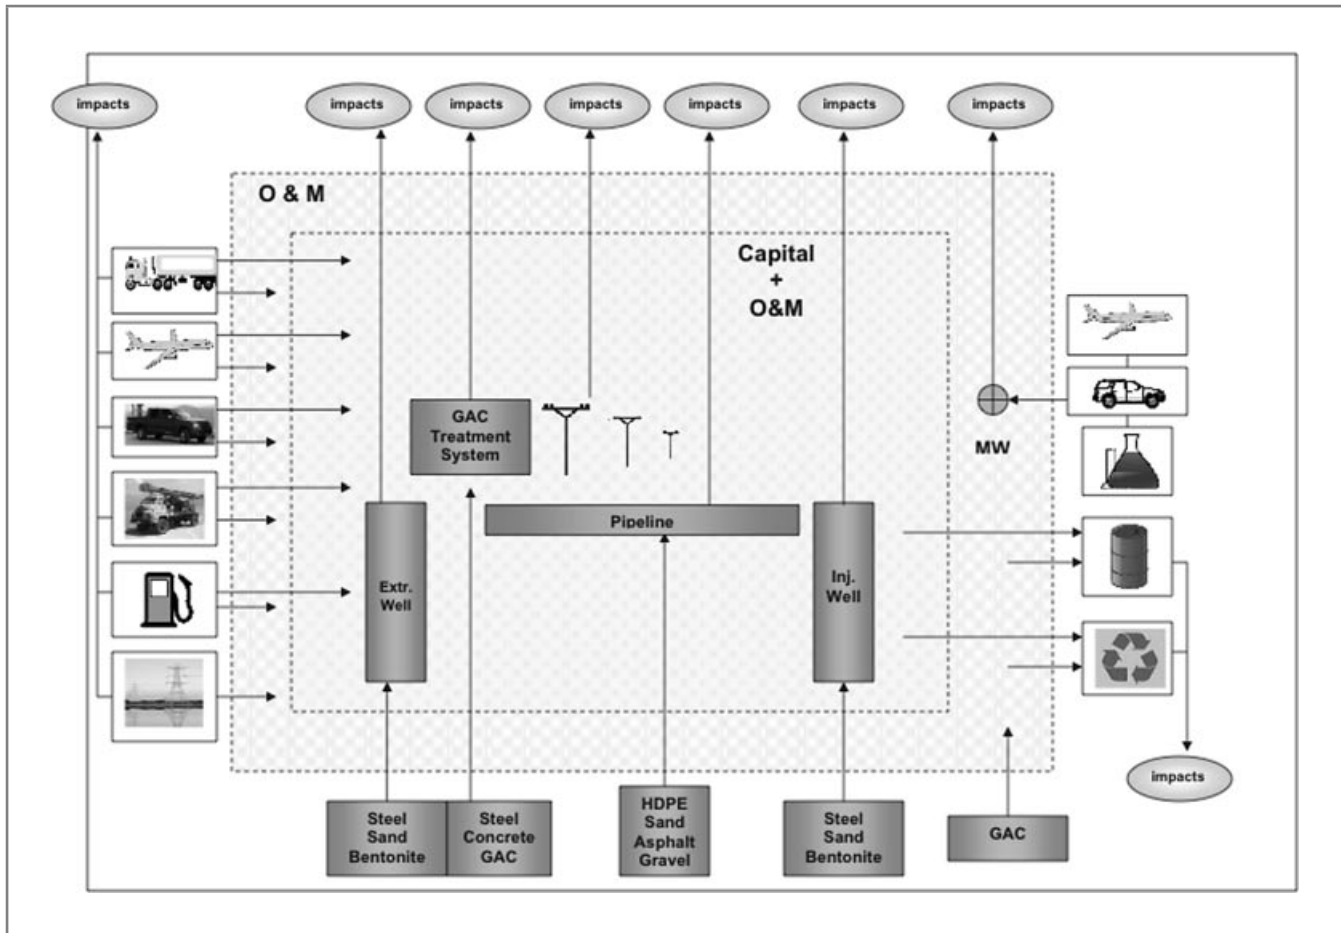 impacts
impacts
impacts
impacts
impacts
impacts
impacts
O & M
Capital
+
O&M
GAC
Treatment
System
MW
Pipeline
Extr.
Well
Inj.
Well
impacts
Steel
Sand
Bentonite
Steel
Concrete
GAC
HDPE
Sand
Asphalt
Gravel
Steel
Sand
Bentonite
GAC